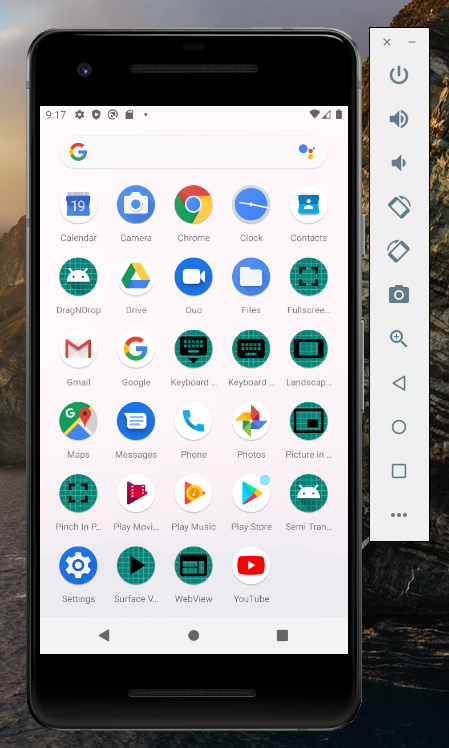 9:17
G
19
Calendar
Camera
Chrome
Clock
Contacts
DragNDrop
Drive
Duo
Files
Fullscree...
G
Gmail
Google
Keyboard ...
Keyboard ...
Landscap...
G
Maps
Messages
Phone
Photos
Picture in ...
Pinch In P...
Play Movi...
Play Music
Play Store
Semi Tran...
Settings
Surface V...
WebView
YouTube